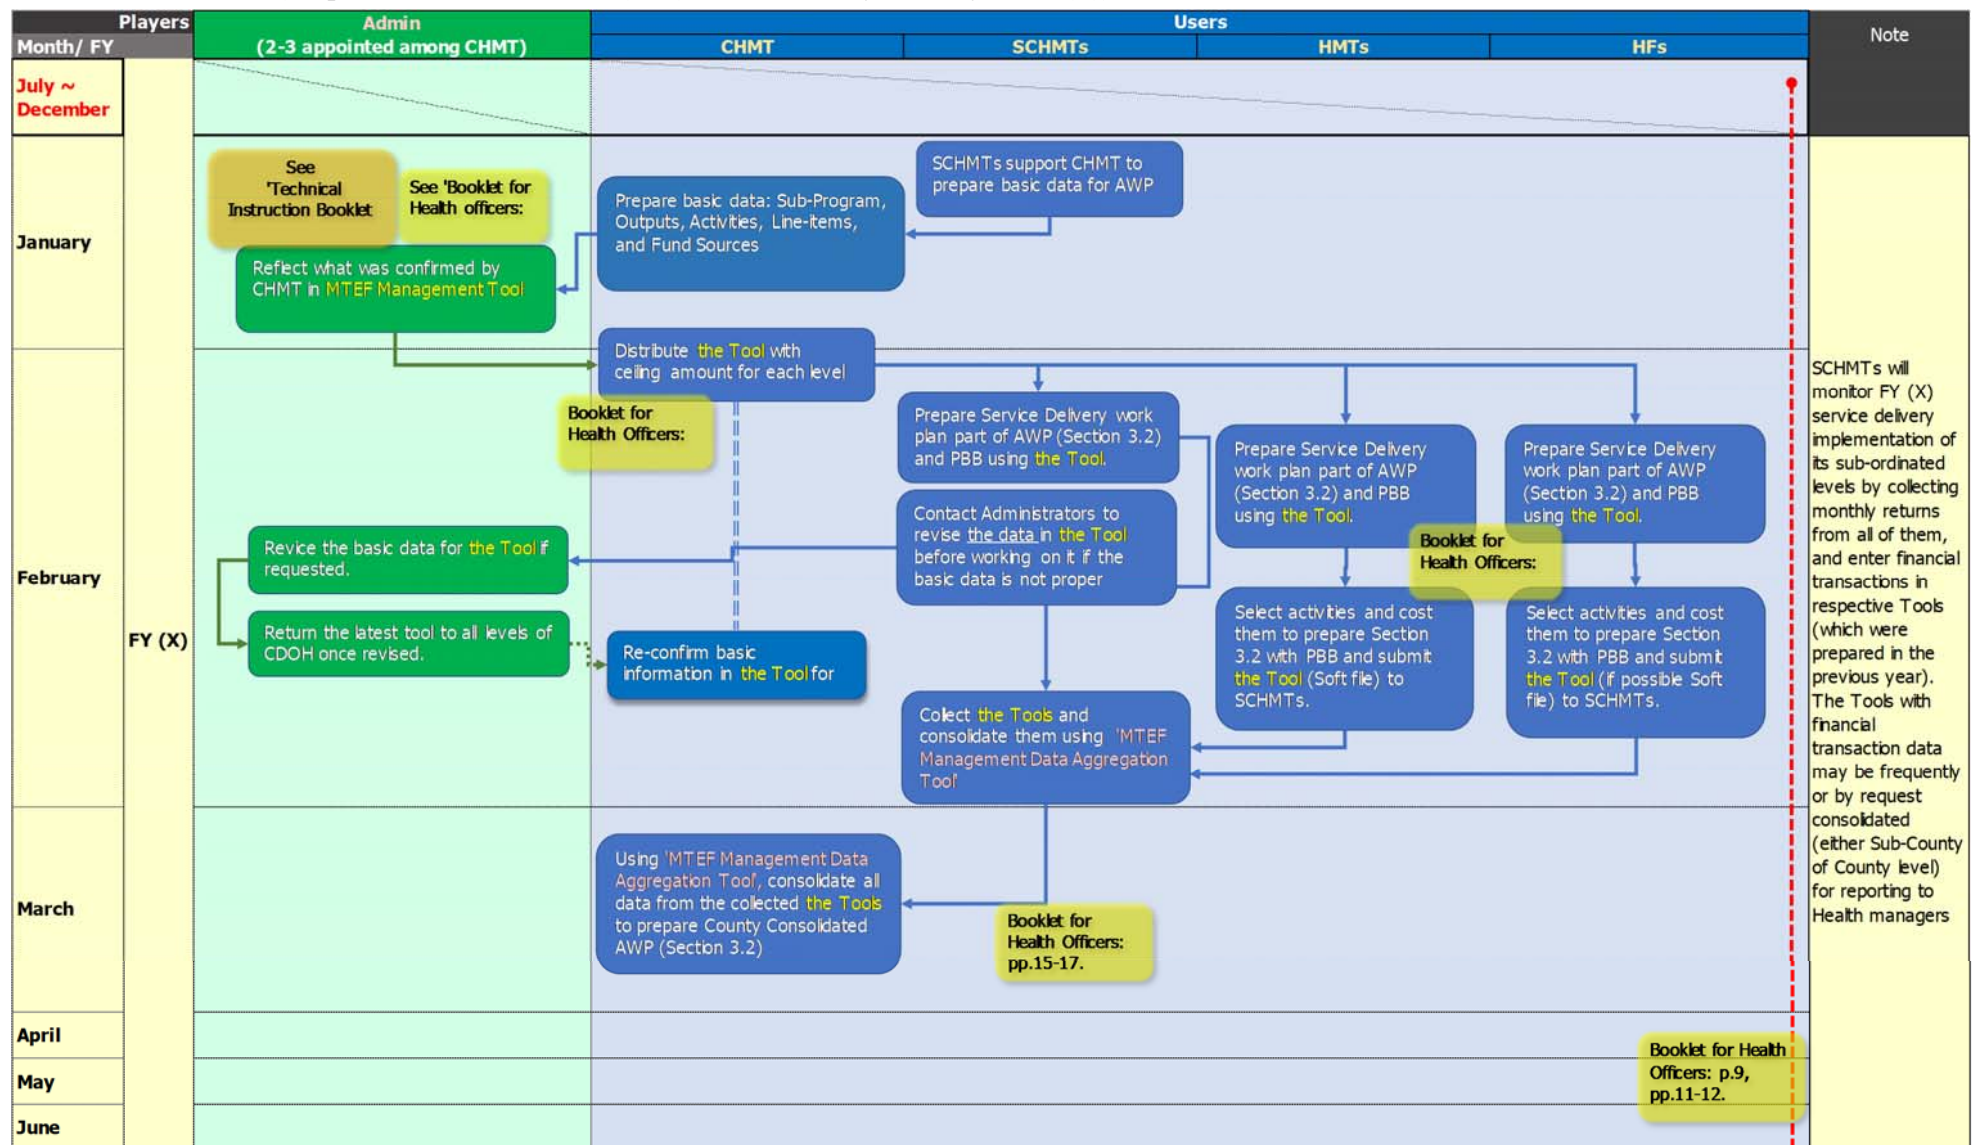 Players
Month/ FY
Admin
(2-3 appointed among CHMT)
Users
CHMT
SCHMTs
HMTs
HFs
Note
July ~
December
January
February
March
April
May
June
FY (X)
See
'Technical
Instruction Booklet
See 'Booklet for
Health officers:
Reflect what was confirmed by
CHMT in MTEF Management Tool
Prepare basic data: Sub-Program,
Outputs, Activities, Line-items,
and Fund Sources
SCHMTs support CHMT to
prepare basic data for AWP
Distribute the Tool with
ceiling amount for each level
Booklet for
Health Officers:
Prepare Service Delivery work
plan part of AWP (Section 3.2)
and PBB using the Tool.
Prepare Service Delivery
work plan part of AWP
(Section 3.2) and PBB
using the Tool.
Prepare Service Delivery
work plan part of AWP
(Section 3.2) and PBB
using the Tool.
Contact Administrators to
revise the data in the Tool
before working on it if the
basic data is not proper
Booklet for
Health Officers:
Revice the basic data for the Tool if
requested.
Return the latest tool to all levels of
CDOH once revised.
Re-confirm basic
information in the Tool for
Select activities and cost
them to prepare Section
3.2 with PBB and submit
the Tool (Soft file) to
SCHMTs.
Select activities and cost
them to prepare Section
3.2 with PBB and submit
the Tool (if possible Soft
file) to SCHMTs.
Collect the Tools and
consolidate them using 'MTEF
Management Data Aggregation
Tool'
Using 'MTEF Management Data
Aggregation Tool', consolidate all
data from the collected the Tools
to prepare County Consolidated
AWP (Section 3.2)
Booklet for
Health Officers:
pp.15-17.
Booklet for Health
Officers: p.9,
pp.11-12.
SCHMTs will
monitor FY (X)
service delivery
implementation of
its sub-ordinated
levels by collecting
monthly returns
from all of them,
and enter financial
transactions in
respective Tools
(which were
prepared in the
previous year).
The Tools with
financial
transaction data
may be frequently
or by request
consolidated
(either Sub-County
of County level)
for reporting to
Health managers